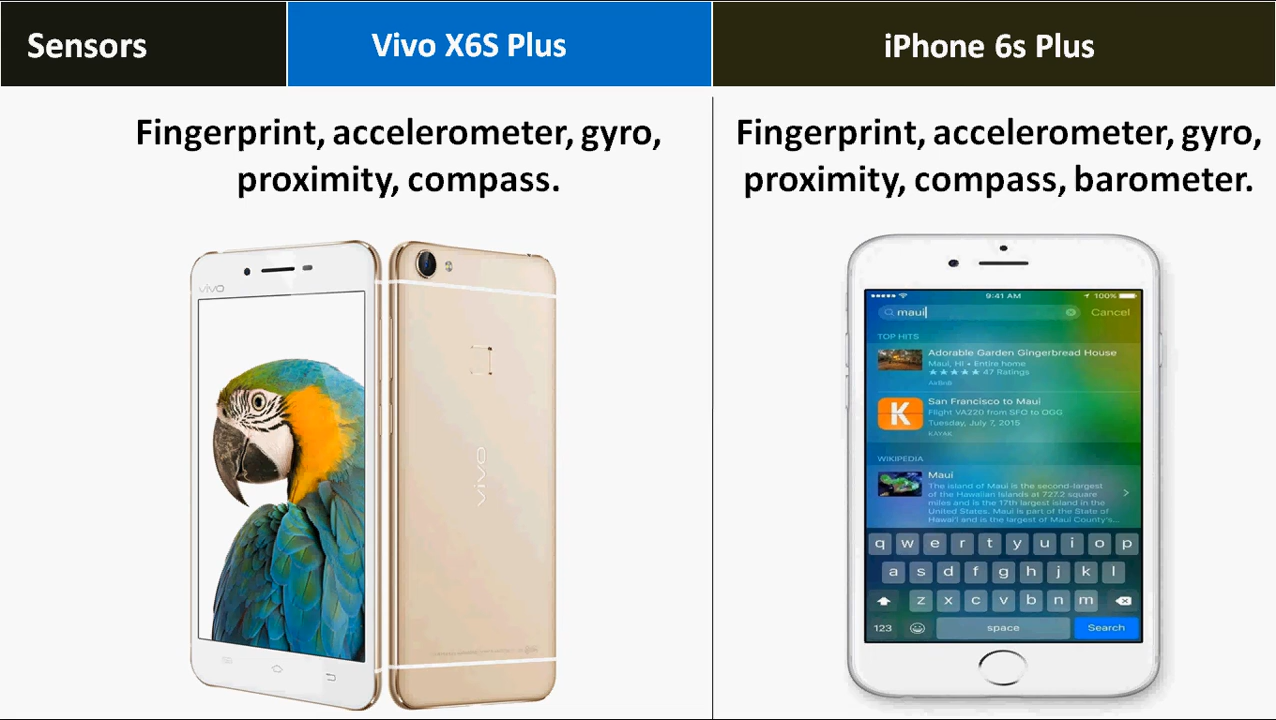 Sensors
Vivo X6S Plus
iPhone 6s Plus
Fingerprint, accelerometer, gyro,
proximity, compass.
Fingerprint, accelerometer, gyro,
proximity, compass, barometer.
vivo
vivo
9:41 AM
100%
maui
Cancel
TOP HITS
Adorable Garden Gingerbread House
Maui, HI • Entire home
★★★★★ 47 Ratings
AirBnB
K
San Francisco to Maui
Flight VA220 from SFO to OGG
Tuesday, July 7, 2015
KAYAK
WIKIPEDIA
Maui
The island of Maui is the second-largest
of the Hawaiian Islands at 727.2 square
miles and is the 17th largest island in the
United States. Maui is part of the State of
Hawai'i and is the largest of Maui County's...
q w e r t y u i o p
a s d f g h j k l
z x c v b n m
123 space Search